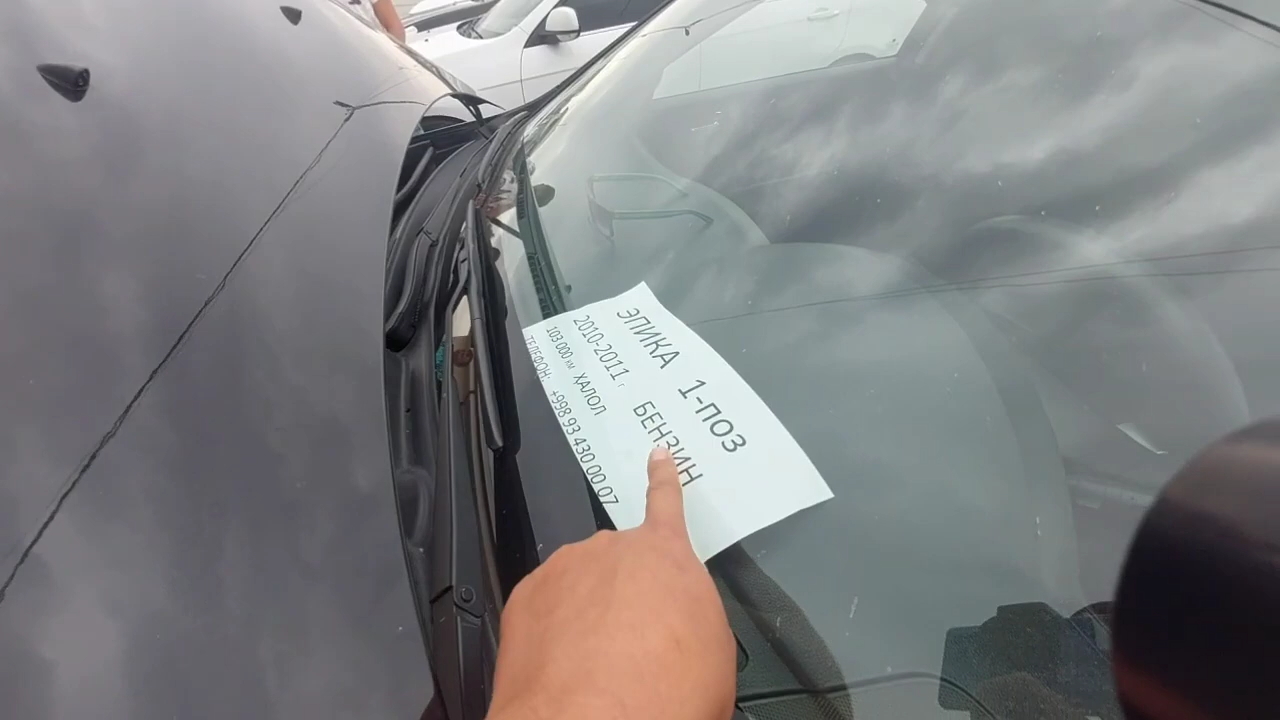 ЭПИКА 1-ПОЗ
2010-2011 г БЕНЗИН
103 000 км ХАЛОЛ
ТЕЛЕФОН: +998 93 430 00 07